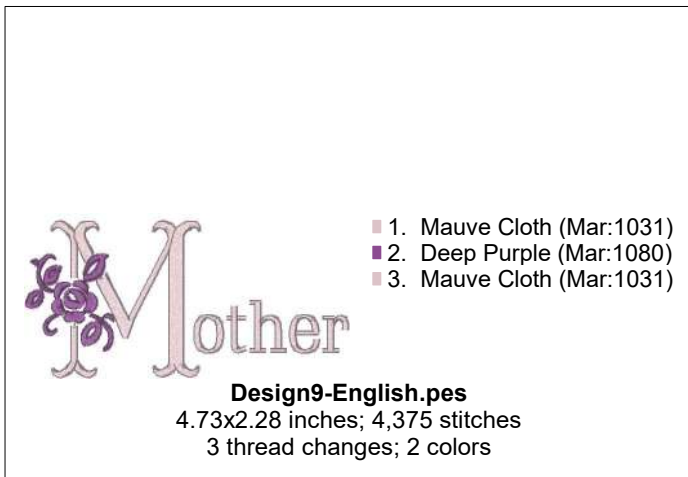 1. Mauve Cloth (Mar:1031)
2. Deep Purple (Mar:1080)
3. Mauve Cloth (Mar:1031)
Mother
Design9-English.pes
4.73x2.28 inches; 4,375 stitches
3 thread changes; 2 colors